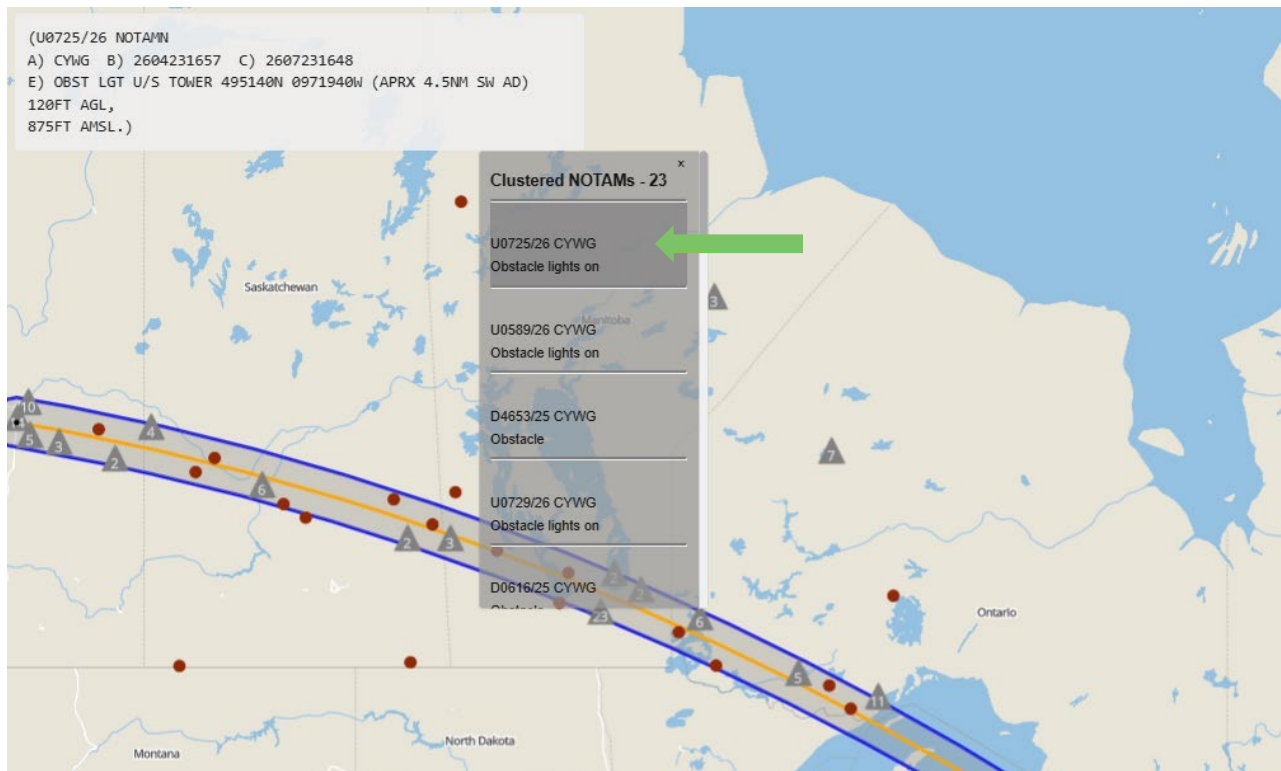 (U0725/26 NOTAMN
A) CYWG B) 2604231657 C) 2607231648
E) OBST LGT U/S TOWER 495140N 0971940W (APRX 4.5NM SW AD)
120FT AGL,
875FT AMSL.)
x
Clustered NOTAMs - 23
U0725/26 CYWG
Obstacle lights on
U0589/26 CYWG
Obstacle lights on
D4653/25 CYWG
Obstacle
U0729/26 CYWG
Obstacle lights on
D0616/25 CYWG
Obstacle
Saskatchewan
Manitoba
3
10
5
3
2
4
6
7
2
3
2
2
23
6
Ontario
5
11
Montana
North Dakota